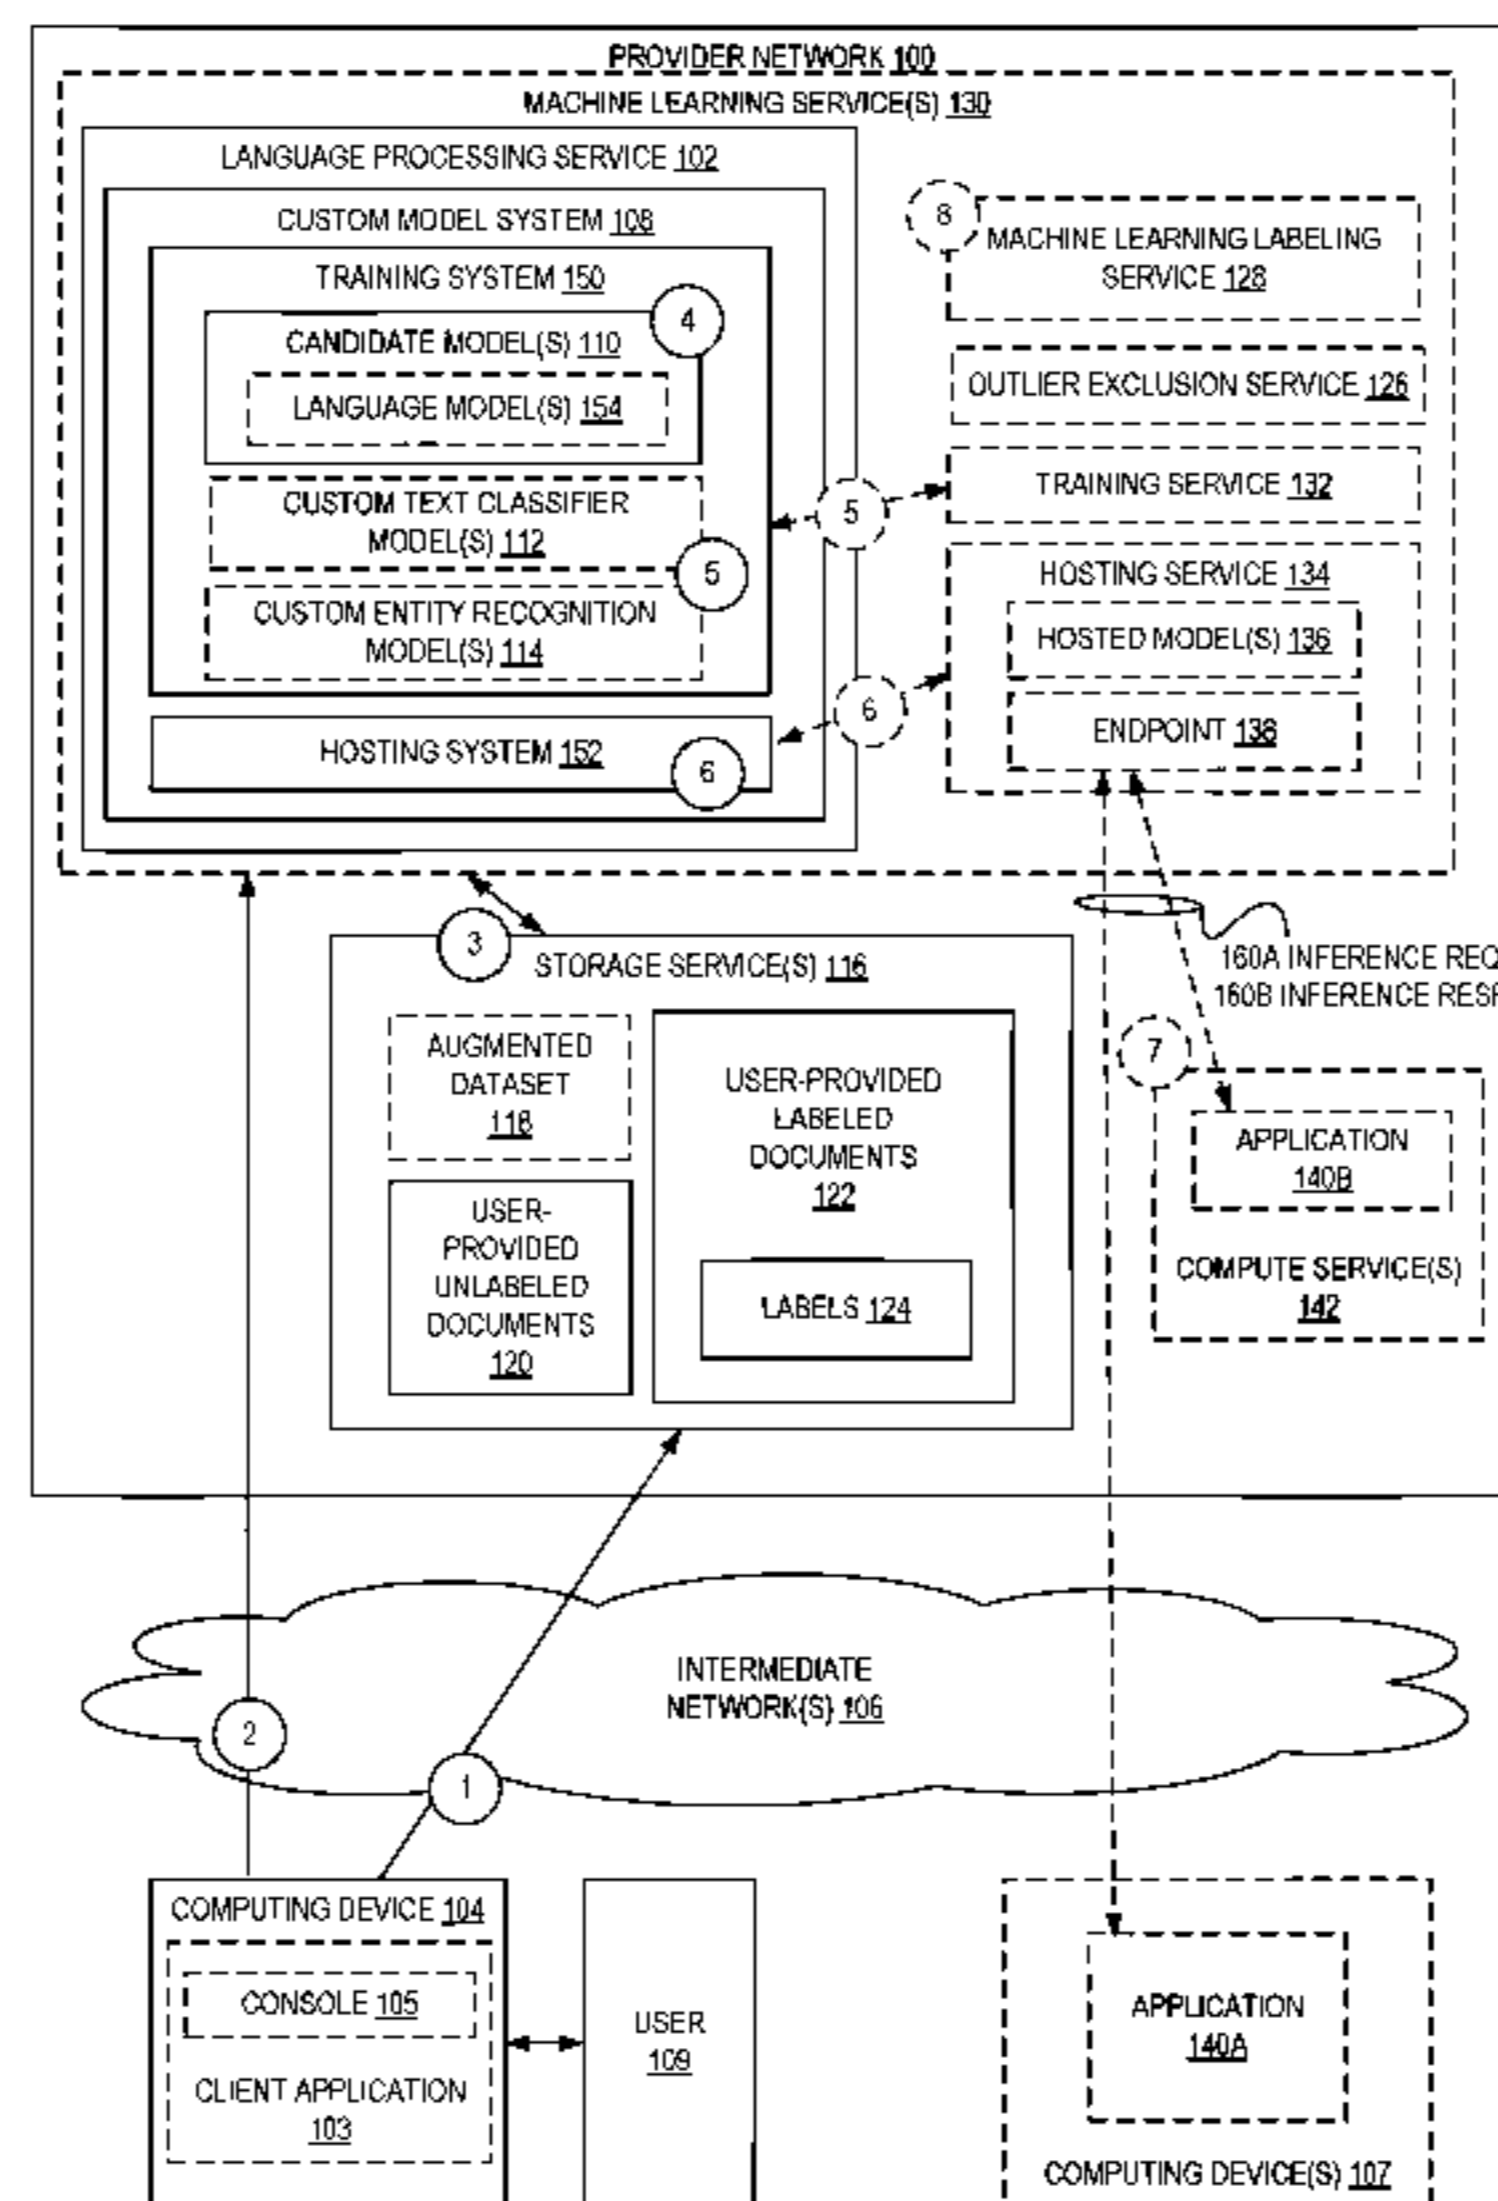 PROVIDER NETWORK 100
MACHINE LEARNING SERVICE(S) 130
LANGUAGE PROCESSING SERVICE 102
CUSTOM MODEL SYSTEM 108
TRAINING SYSTEM 150
4
CANDIDATE MODEL(S) 110
LANGUAGE MODEL(S) 154
CUSTOM TEXT CLASSIFIER
MODEL(S) 112
5
CUSTOM ENTITY RECOGNITION
MODEL(S) 114
HOSTING SYSTEM 152
6
8
MACHINE LEARNING LABELING
SERVICE 128
OUTLIER EXCLUSION SERVICE 126
5
TRAINING SERVICE 132
HOSTING SERVICE 134
HOSTED MODEL(S) 136
6
ENDPOINT 138
3
STORAGE SERVICE(S) 116
AUGMENTED
DATASET
118
USER-
PROVIDED
UNLABELED
DOCUMENTS
120
USER-PROVIDED
LABELED
DOCUMENTS
122
LABELS 124
160A INFERENCE REQ
160B INFERENCE RESP
7
APPLICATION
140B
COMPUTE SERVICE(S)
142
INTERMEDIATE
NETWORK(S) 106
2
1
COMPUTING DEVICE 104
CONSOLE 105
CLIENT APPLICATION
103
USER
109
APPLICATION
140A
COMPUTING DEVICE(S) 107